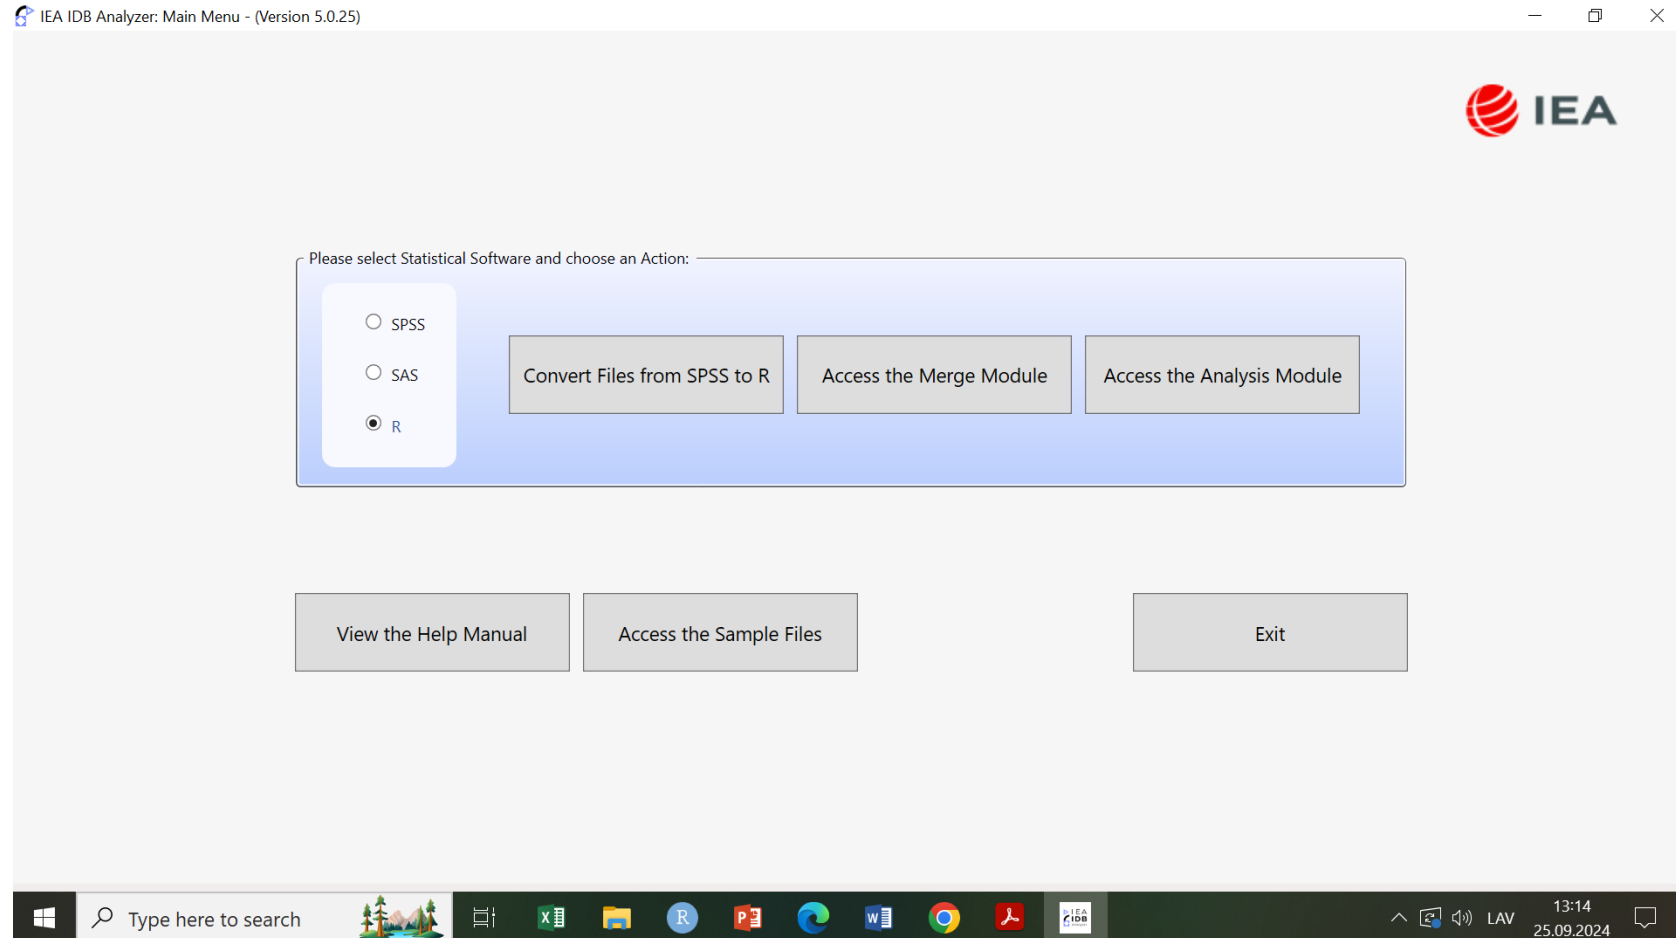 IEA IDB Analyzer: Main Menu - (Version 5.0.25)
IEA
Please select Statistical Software and choose an Action:
SPSS
SAS
R
Convert Files from SPSS to R
Access the Merge Module
Access the Analysis Module
View the Help Manual
Access the Sample Files
Exit
Type here to search
R
IEA
IDB
LAV
13:14
25.09.2024